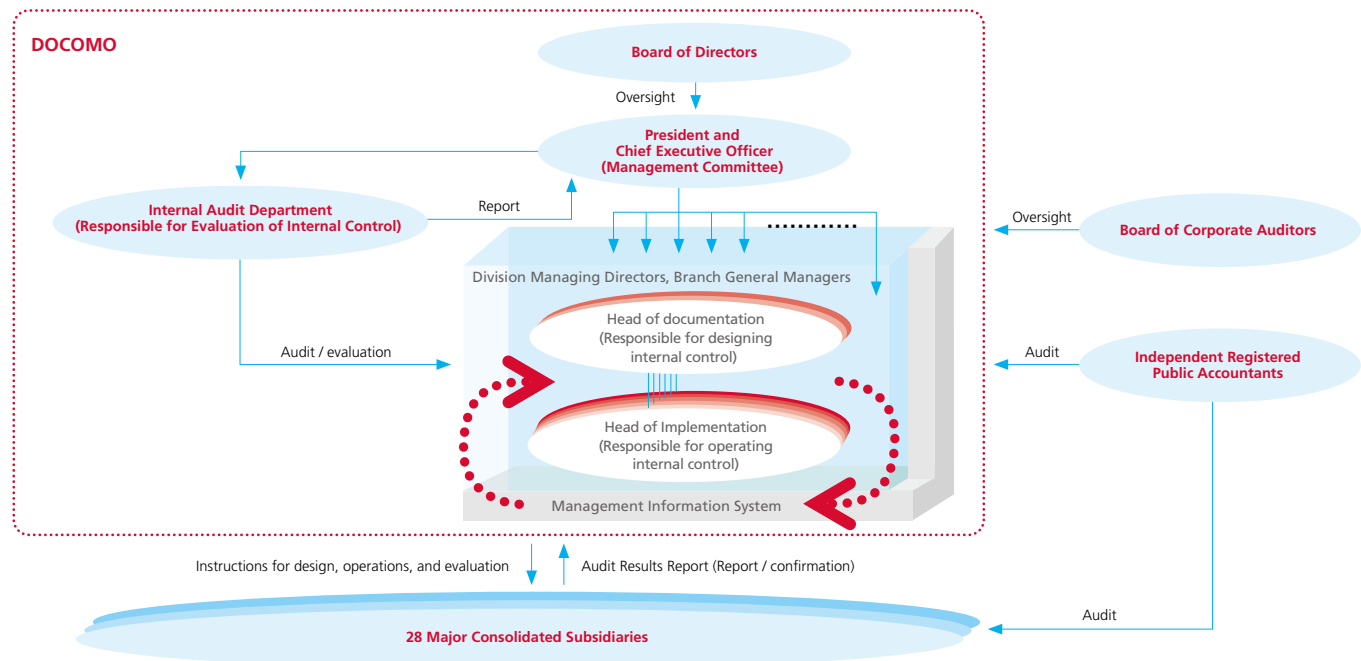 DOCOMO
Board of Directors
Oversight
President and
Chief Executive Officer
(Management Committee)
Internal Audit Department
(Responsible for Evaluation of Internal Control)
Report
Oversight
Board of Corporate Auditors
Division Managing Directors, Branch General Managers
Head of documentation
(Responsible for designing
internal control)
Audit / evaluation
Audit
Independent Registered
Public Accountants
Head of Implementation
(Responsible for operating
internal control)
Management Information System
Instructions for design, operations, and evaluation
Audit Results Report (Report / confirmation)
Audit
28 Major Consolidated Subsidiaries